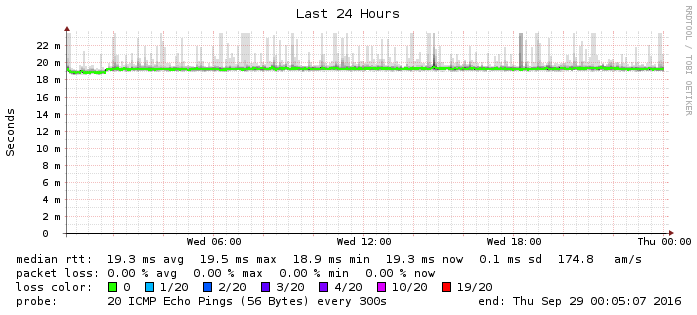 Last 24 Hours
RRDTOOL / TOBI OETIKER
Seconds
22 m
20 m
18 m
16 m
14 m
12 m
10 m
8 m
6 m
4 m
2 m
0
Wed 06:00 Wed 12:00 Wed 18:00 Thu 00:00
median rtt: 19.3 ms avg 19.5 ms max 18.9 ms min 19.3 ms now 0.1 ms sd 174.8 am/s
packet loss: 0.00 % avg 0.00 % max 0.00 % min 0.00 % now
loss color: 0 1/20 2/20 3/20 4/20 10/20 19/20
probe: 20 ICMP Echo Pings (56 Bytes) every 300s end: Thu Sep 29 00:05:07 2016